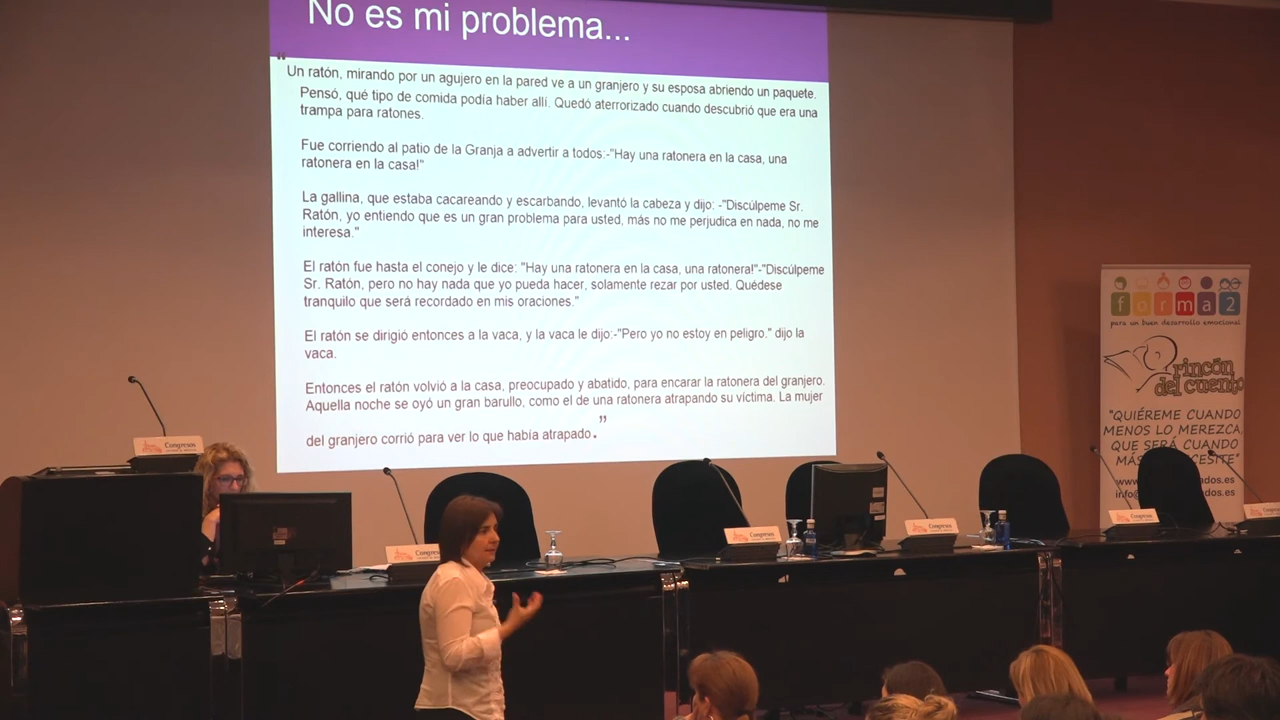 No es mi problema...
"
Un ratón, mirando por un agujero en la pared ve a un granjero y su esposa abriendo un paquete.
Pensó, qué tipo de comida podía haber allí. Quedó aterrorizado cuando descubrió que era una
trampa para ratones.
Fue corriendo al patio de la Granja a advertir a todos:-"Hay una ratonera en la casa, una
ratonera en la casa!"
La gallina, que estaba cacareando y escarbando, levantó la cabeza y dijo: -"Discúlpeme Sr.
Ratón, yo entiendo que es un gran problema para usted, más no me perjudica en nada, no me
interesa."
El ratón fue hasta el conejo y le dice: "Hay una ratonera en la casa, una ratonera!"-"Discúlpeme
Sr. Ratón, pero no hay nada que yo pueda hacer, solamente rezar por usted. Quédese
tranquilo que será recordado en mis oraciones."
El ratón se dirigió entonces a la vaca, y la vaca le dijo:-"Pero yo no estoy en peligro." dijo la
vaca.
Entonces el ratón volvió a la casa, preocupado y abatido, para encarar la ratonera del granjero.
Aquella noche se oyó un gran barullo, como el de una ratonera atrapando su víctima. La mujer
del granjero corrió para ver lo que había atrapado.”
forma2
para un buen desarrollo emocional
rincón
del cuento
"QUIÉREME CUANDO
MENOS LO MEREZCA,
QUE SERÁ CUANDO
Congresos
Congresos
Congresos
Congresos
Congresos